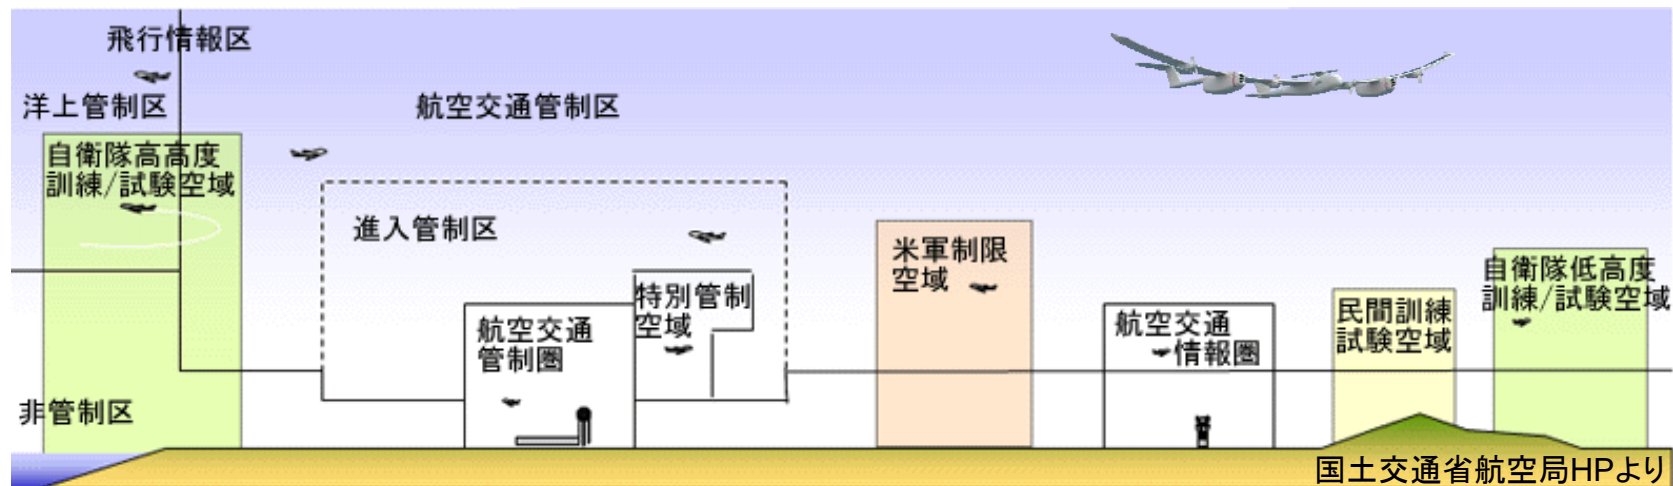 飛行情報区
洋上管制区
航空交通管制区
自衛隊高高度
訓練/試験空域
進入管制区
米軍制限
空域
特別管制
空域
自衛隊低高度
訓練/試験空域
航空交通
管制圏
航空交通
情報圏
民間訓練
試験空域
非管制区
国土交通省航空局HPより